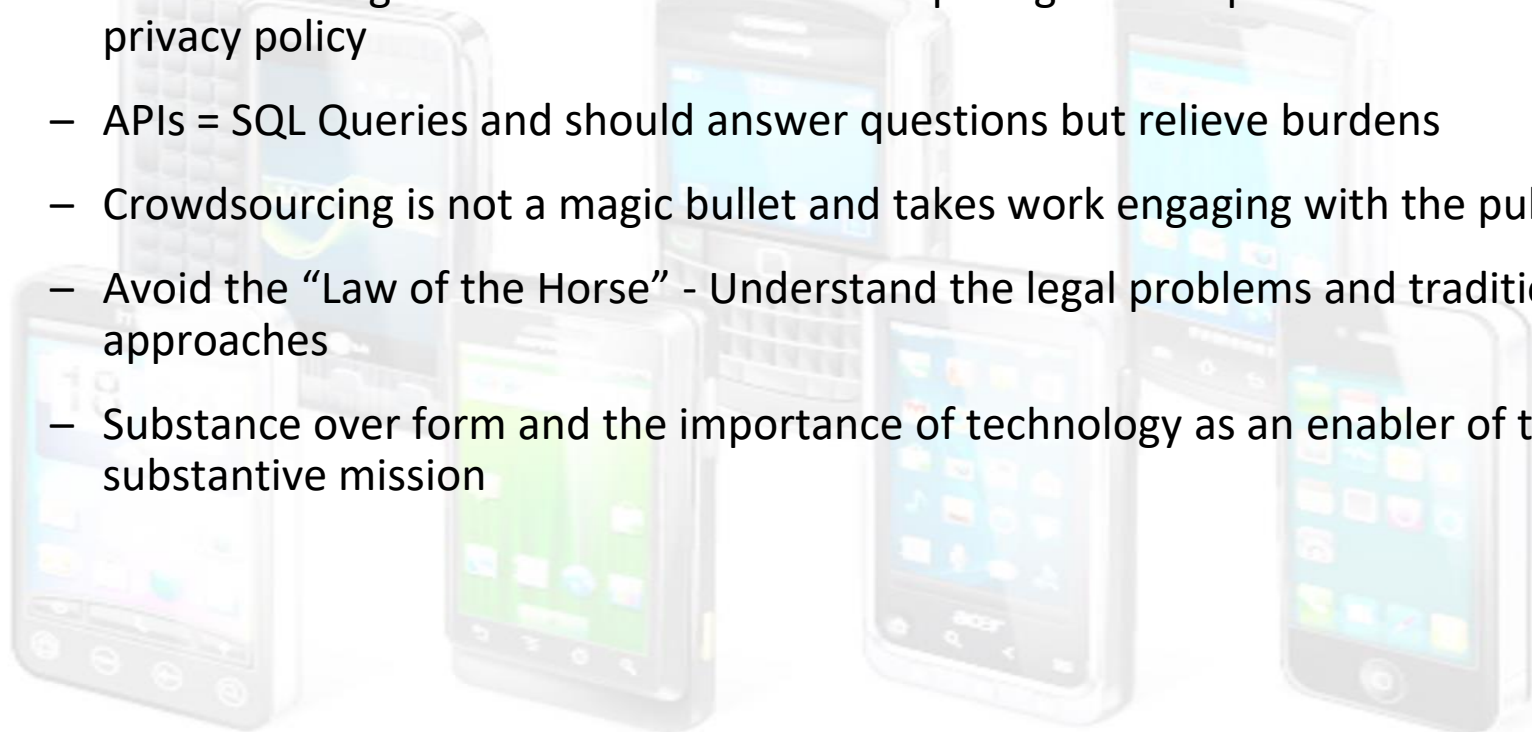 privacy policy
– APIs = SQL Queries and should answer questions but relieve burdens
– Crowdsourcing is not a magic bullet and takes work engaging with the
– Avoid the “Law of the Horse” - Understand the legal problems and
approaches
– Substance over form and the importance of technology as an enabler of
substantive mission
acer